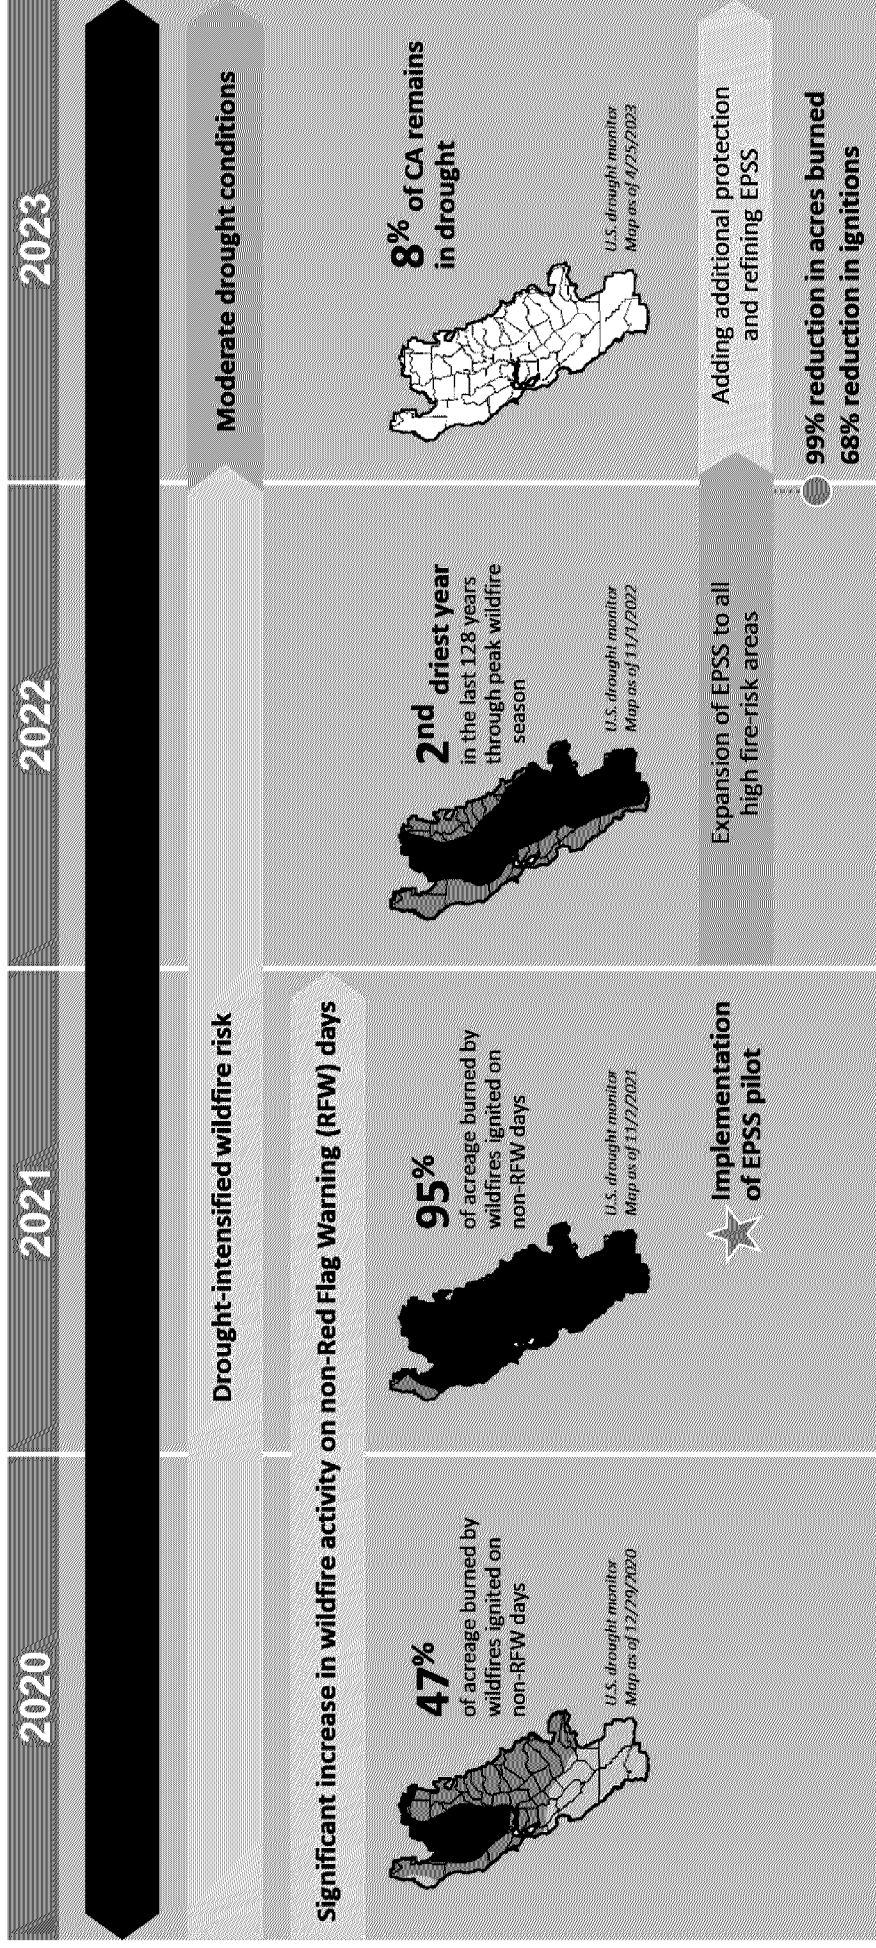 2020
2021
2022
2023
Drought-intensified wildfire risk
Moderate drought conditions
Significant increase in wildfire activity on non-Red Flag Warning (RFW) days
47%
of acreage burned by
wildfires ignited on
non-RFW days
U.S. drought monitor
Map as of 12/29/2020
95%
of acreage burned by
wildfires ignited on
non-RFW days
U.S. drought monitor
Map as of 11/2/2021
2nd driest year
in the last 128 years
through peak wildfire
season
U.S. drought monitor
Map as of 11/1/2022
8% of CA remains
in drought
U.S. drought monitor
Map as of 4/25/2023
Implementation
of EPSS pilot
Expansion of EPSS to all
high fire-risk areas
Adding additional protection
and refining EPSS
99% reduction in acres burned
68% reduction in ignitions